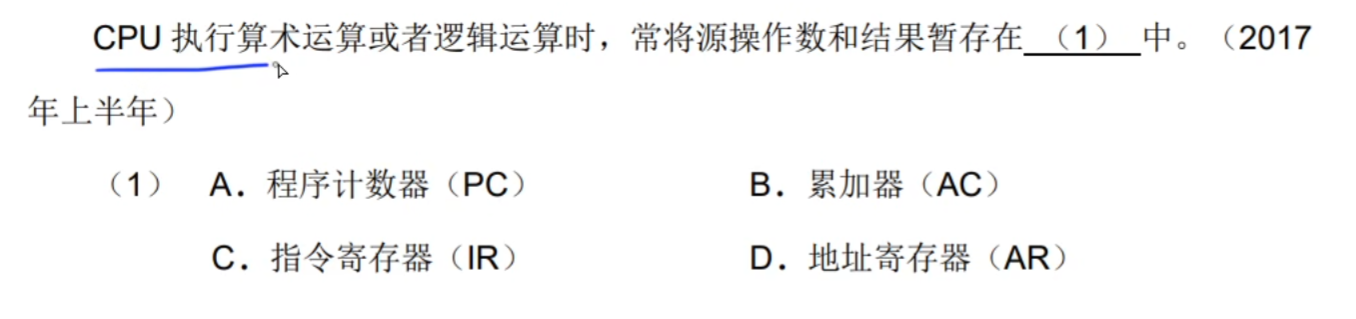 CPU 执行算术运算或者逻辑运算时，常将源操作数和结果暂存在 （1） 中。（2017
年上半年）
（1） A．程序计数器（PC） B．累加器（AC）
C．指令寄存器（IR） D．地址寄存器（AR）